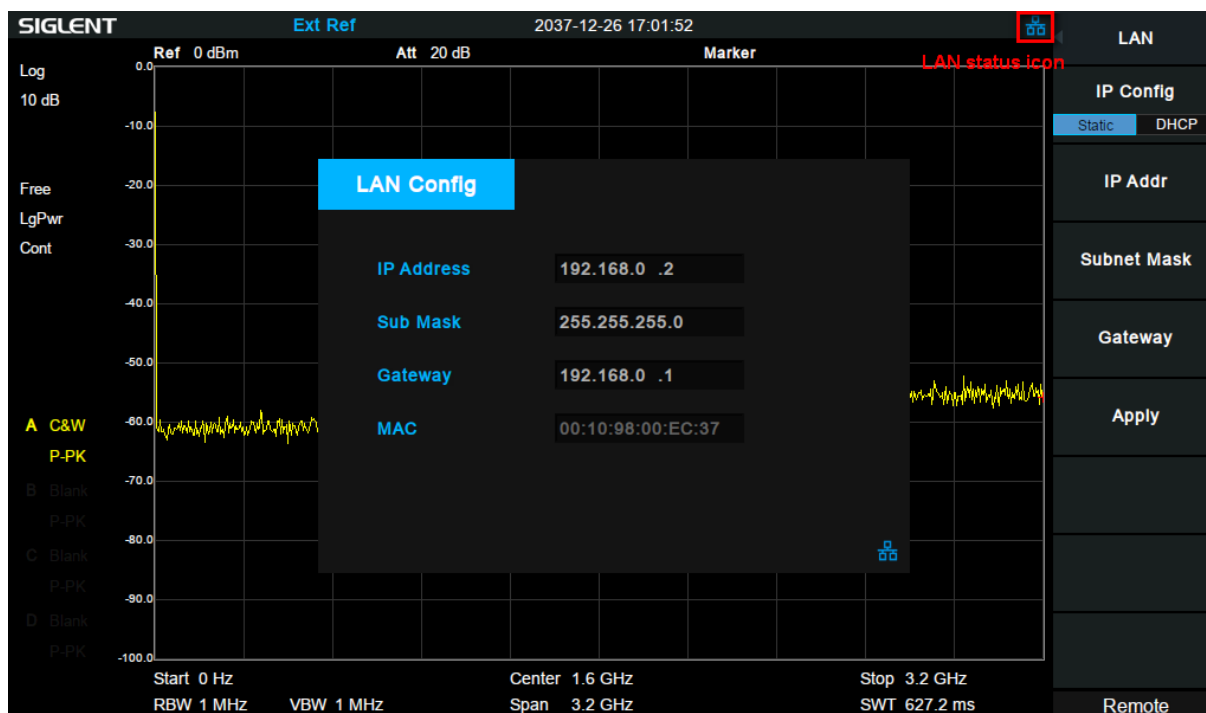 SIGLENT Ext Ref 2037-12-26 17:01:52
LAN status icon
Ref 0 dBm Att 20 dB Marker
Log
10 dB
Free
LgPwr
Cont
A C&W
P-PK
B Blank
P-PK
C Blank
P-PK
D Blank
P-PK
0.0
-10.0
-20.0
-30.0
-40.0
-50.0
-60.0
-70.0
-80.0
-90.0
-100.0
LAN Config
IP Address 192.168.0 .2
Sub Mask 255.255.255.0
Gateway 192.168.0 .1
MAC 00:10:98:00:EC:37
Start 0 Hz Center 1.6 GHz Stop 3.2 GHz
RBW 1 MHz VBW 1 MHz Span 3.2 GHz SWT 627.2 ms
LAN
IP Config
Static DHCP
IP Addr
Subnet Mask
Gateway
Apply
Remote